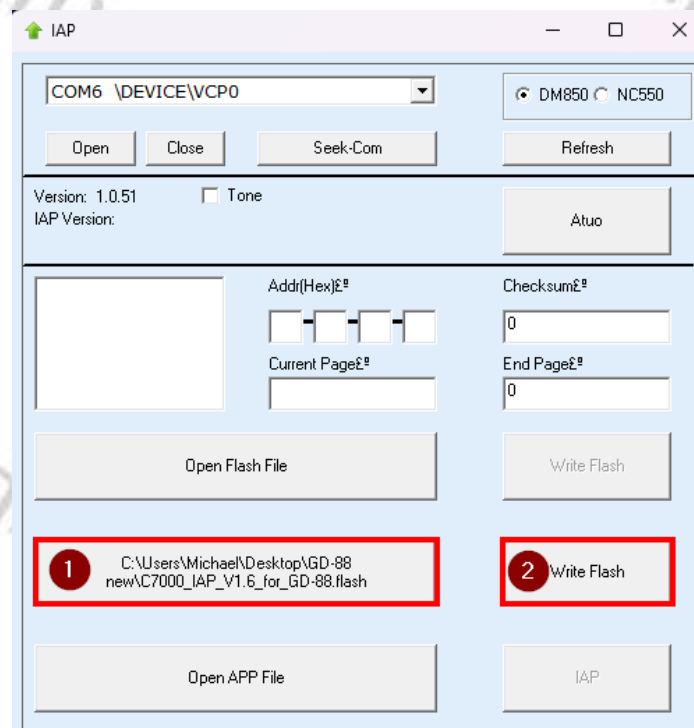 IAP
COM6 \DEVICE\VCP0
DM850 NC550
Open Close Seek-Com Refresh
Version: 1.0.51 Tone
IAP Version:
Atuo
Addr(Hex)£º Checksum£º
0
Current Page£º End Page£º
0
Open Flash File Write Flash
1 C:\Users\Michael\Desktop\GD-88
new\C7000_IAP_V1.6_for_GD-88.flash
2 Write Flash
Open APP File IAP